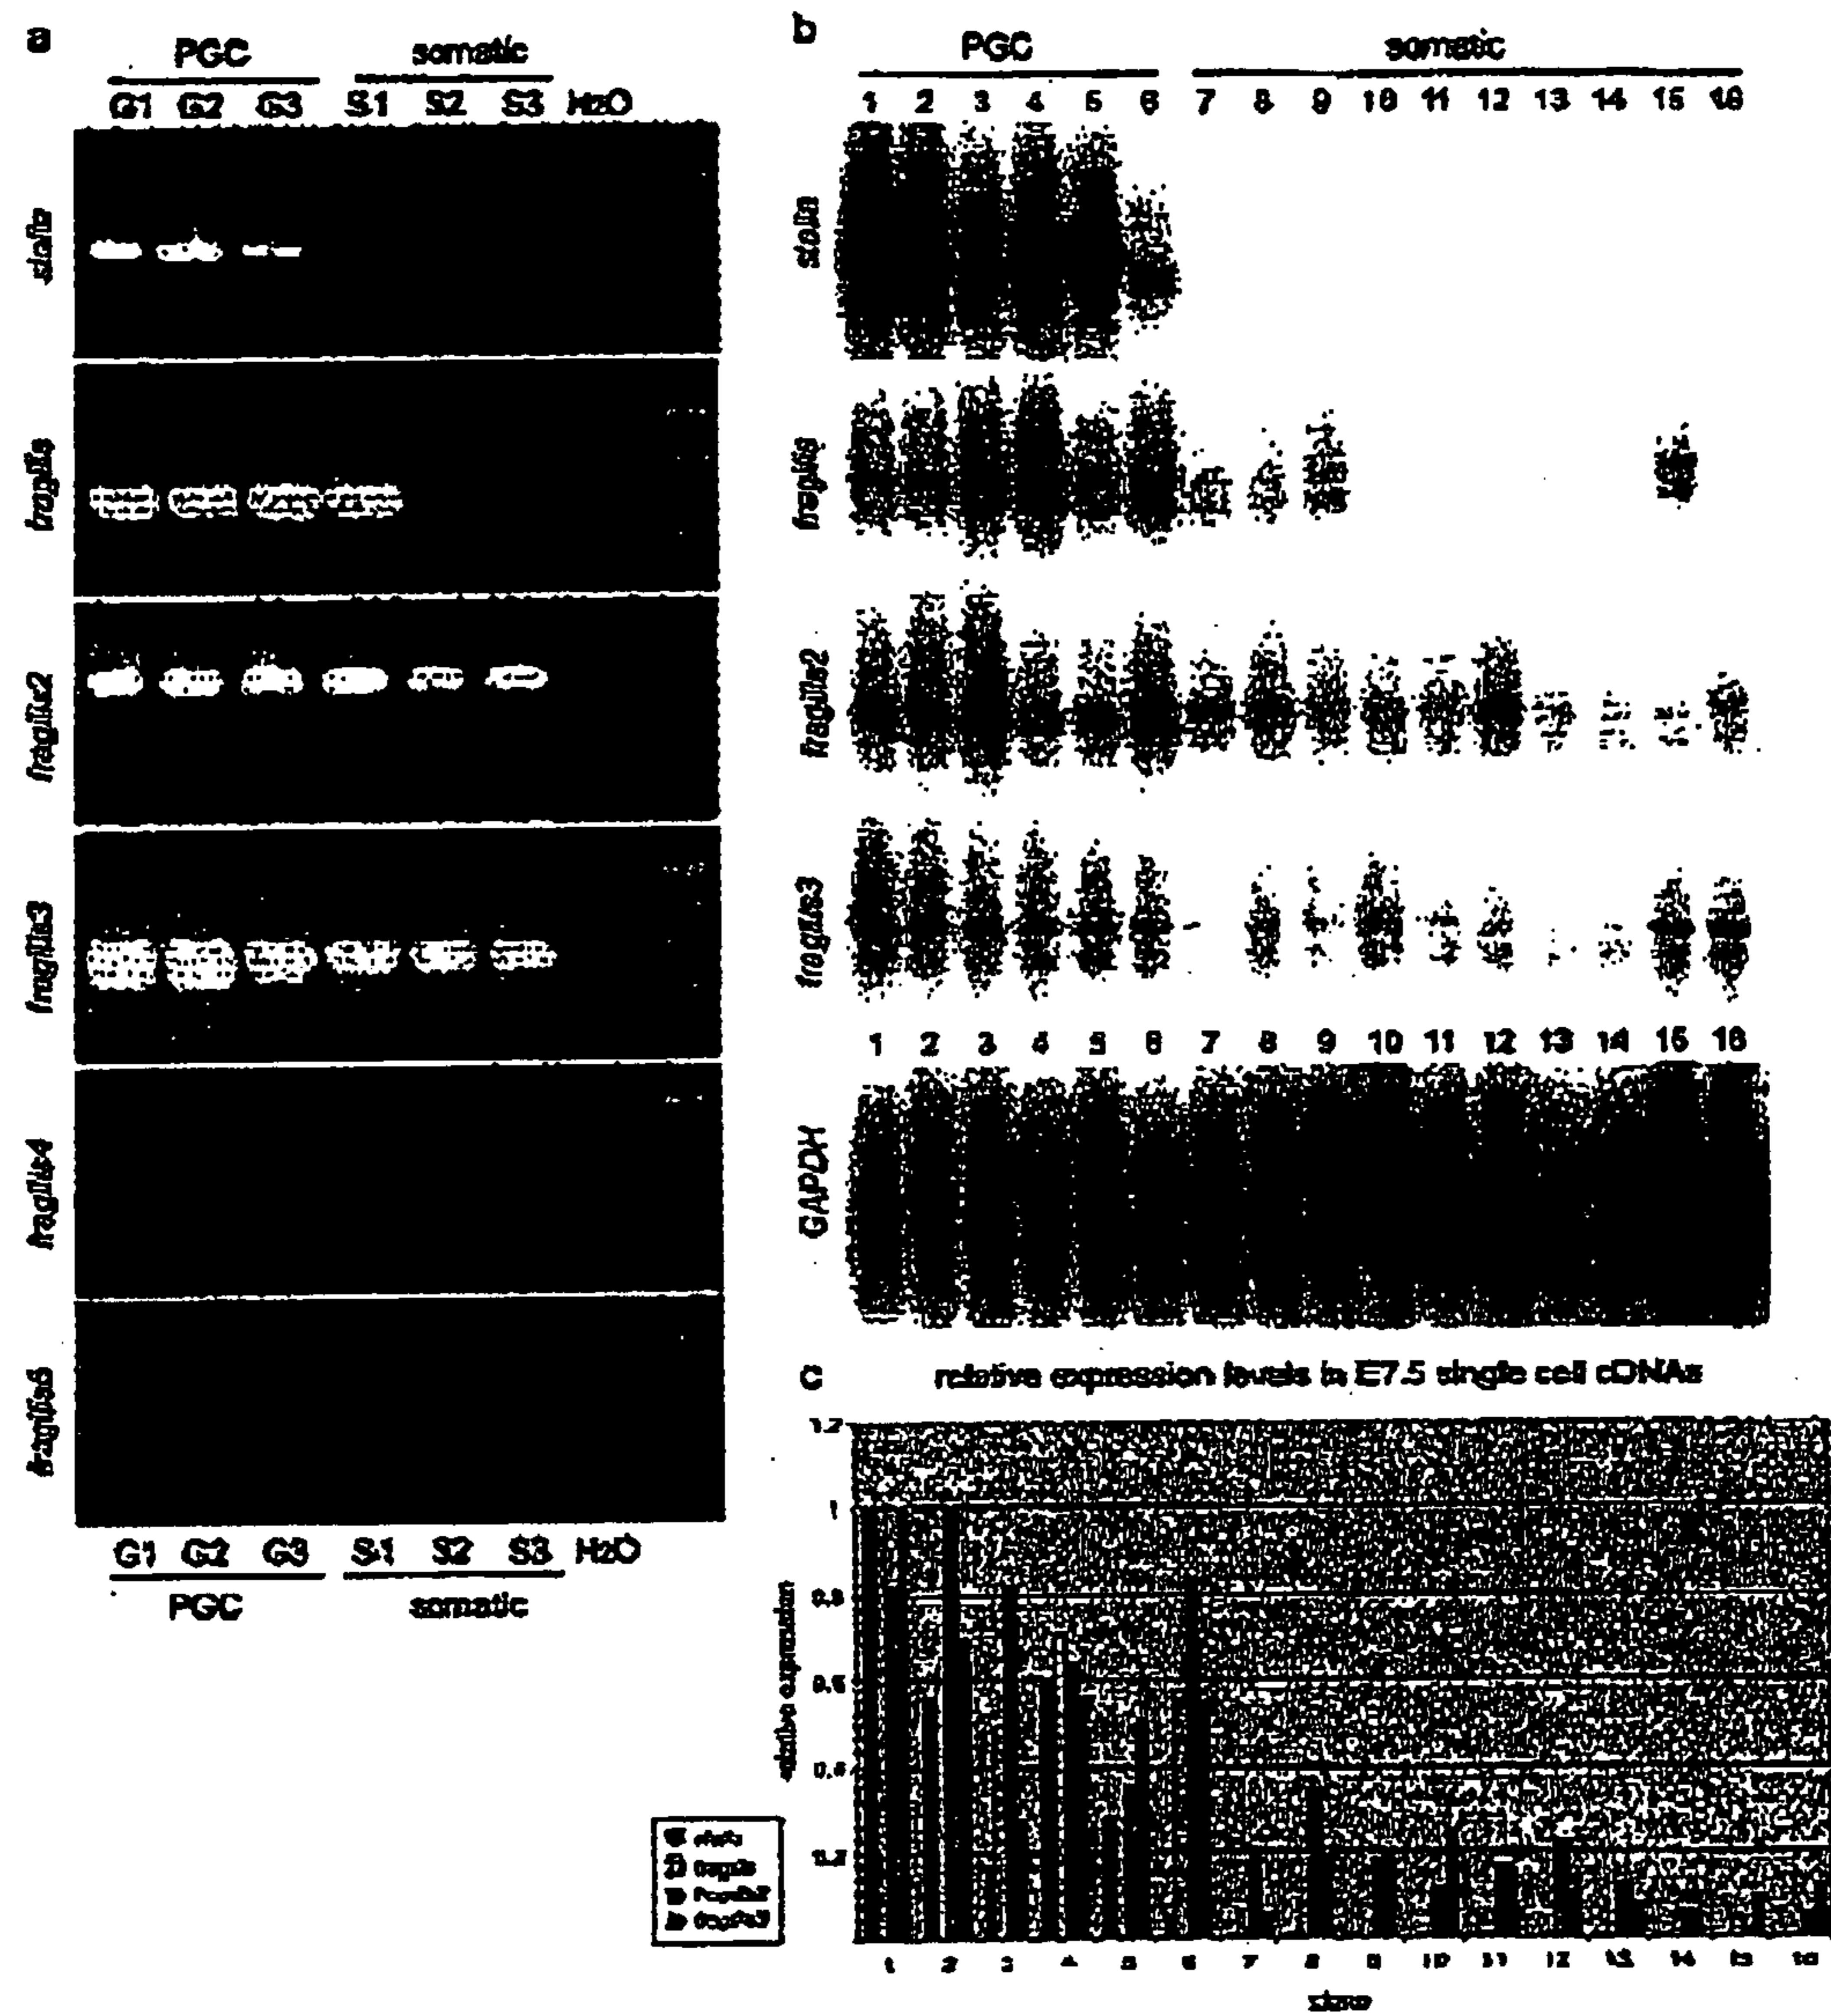 a
PGC somatic
G1 G2 G3 S1 S2 S3 H2O
fragilis
fragilis2
fragilis3
fragilis4
G1 G2 G3 S1 S2 S3 H2O
PGC somatic
b
PGC somatic
1 2 3 4 5 6 7 8 9 10 11 12 13 14 15 16
stella
fragilis
fragilis2
fragilis3
1 2 3 4 5 6 7 8 9 10 11 12 13 14 15 16
GAPDH
c relative expression levels in E7.5 single cell cDNAs
1.2
1
relative expression
1 2 3 4 5 6 7 8 9 10 11 12 13 14 15 16